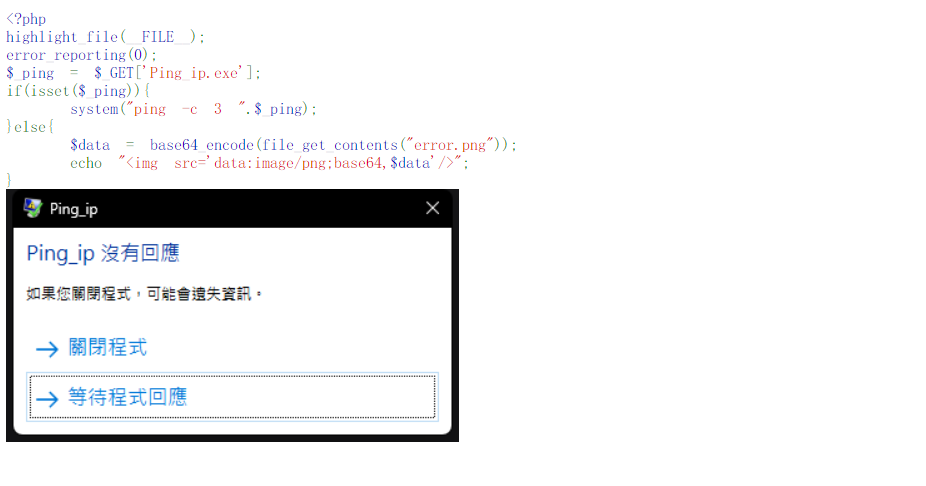 <?php
highlight_file(__FILE__);
error_reporting(0);
$_ping = $_GET['Ping_ip.exe'];
if(isset($_ping)){
system("ping -c 3 ".$_ping);
}else{
$data = base64_encode(file_get_contents("error.png"));
echo "<img src='data:image/png;base64,$data'/>";
}
Ping_ip
Ping_ip 沒有回應
如果您關閉程式，可能會遺失資訊。
→ 關閉程式
→ 等待程式回應